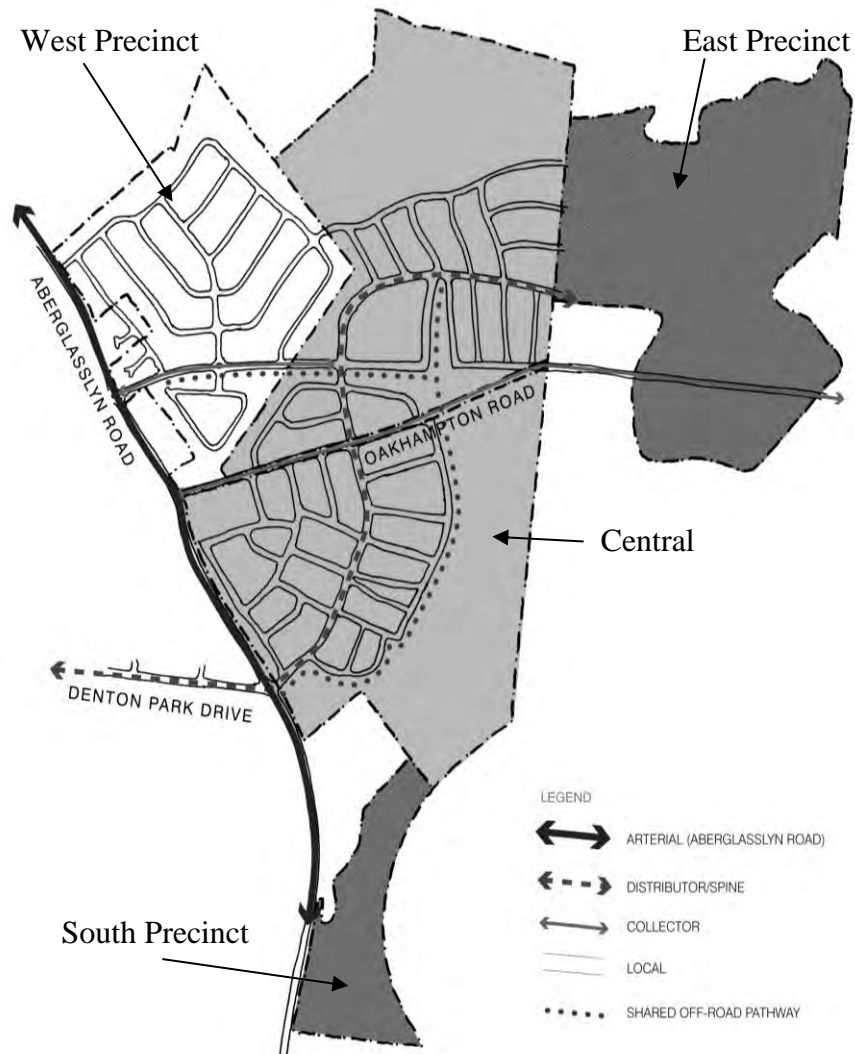 West Precinct
East Precinct
ABERGLASSLYN ROAD
OAKHAMPTON ROAD
Central
DENTON PARK DRIVE
LEGEND
ARTERIAL (ABERGLASSLYN ROAD)
DISTRIBUTOR/SPINE
COLLECTOR
South Precinct
LOCAL
SHARED OFF-ROAD PATHWAY